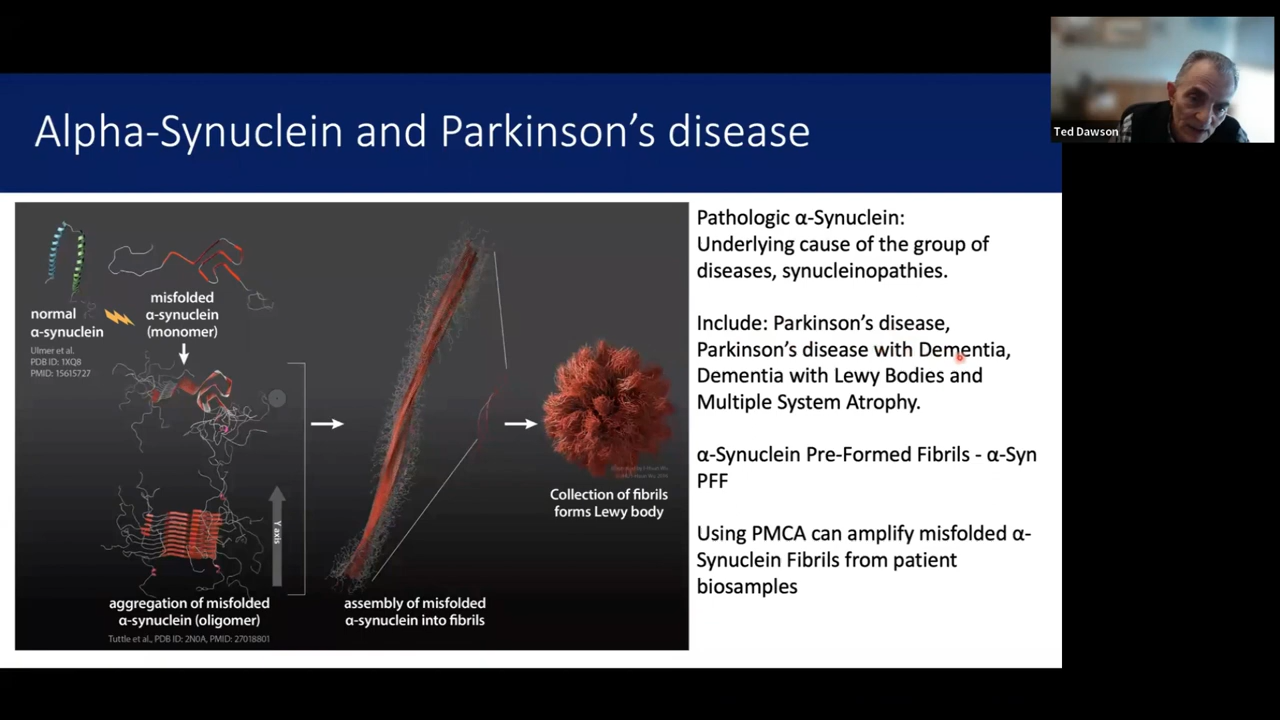 Ted Dawson
Alpha-Synuclein and Parkinson's disease
normal
α-synuclein
Ulmer et al.
PDB ID: 1XQ8
PMID: 15615727
misfolded
α-synuclein
(monomer)
Y axis
aggregation of misfolded
α-synuclein (oligomer)
Tuttle et al., PDB ID: 2N0A, PMID: 27018801
assembly of misfolded
α-synuclein into fibrils
Collection of fibrils
forms Lewy body
Pathologic α-Synuclein:
Underlying cause of the group of
diseases, synucleinopathies.
Include: Parkinson's disease,
Parkinson's disease with Dementia,
Dementia with Lewy Bodies and
Multiple System Atrophy.
α-Synuclein Pre-Formed Fibrils - α-Syn
PFF
Using PMCA can amplify misfolded α-
Synuclein Fibrils from patient
biosamples